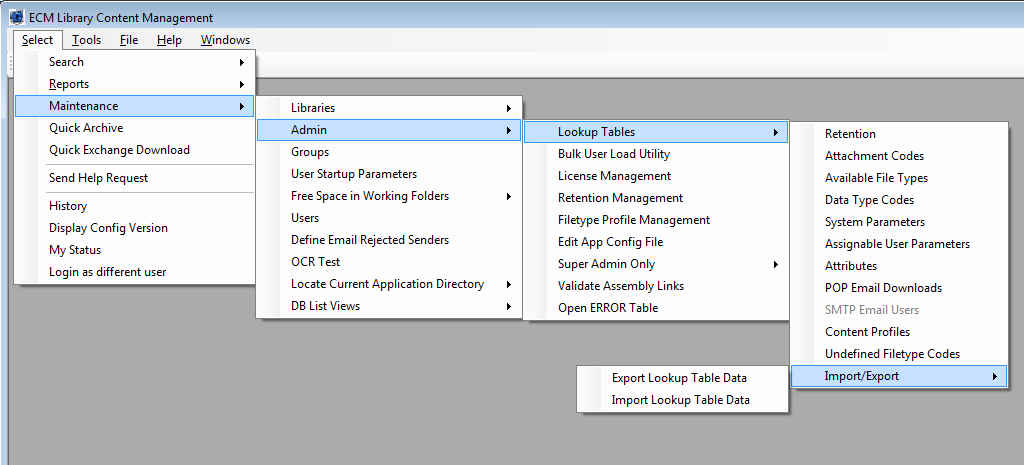 ECM Library Content Management
Select Tools File Help Windows
Search
Reports
Maintenance
Quick Archive
Quick Exchange Download
Send Help Request
History
Display Config Version
My Status
Login as different user
Libraries
Admin
Groups
User Startup Parameters
Free Space in Working Folders
Users
Define Email Rejected Senders
OCR Test
Locate Current Application Directory
DB List Views
Lookup Tables
Bulk User Load Utility
License Management
Retention Management
Filetype Profile Management
Edit App Config File
Super Admin Only
Validate Assembly Links
Open ERROR Table
Retention
Attachment Codes
Available File Types
Data Type Codes
System Parameters
Assignable User Parameters
Attributes
POP Email Downloads
SMTP Email Users
Content Profiles
Undefined Filetype Codes
Import/Export
Export Lookup Table Data
Import Lookup Table Data